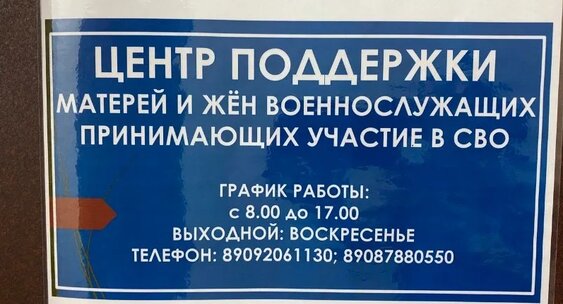 ЦЕНТР ПОДДЕРЖКИ
МАТЕРЕЙ И ЖЁН ВОЕННОСЛУЖАЩИХ
ПРИНИМАЮЩИХ УЧАСТИЕ В СВО
ГРАФИК РАБОТЫ:
с 8.00 до 17.00
ВЫХОДНОЙ: ВОСКРЕСЕНЬЕ
ТЕЛЕФОН: 89092061130; 89087880550